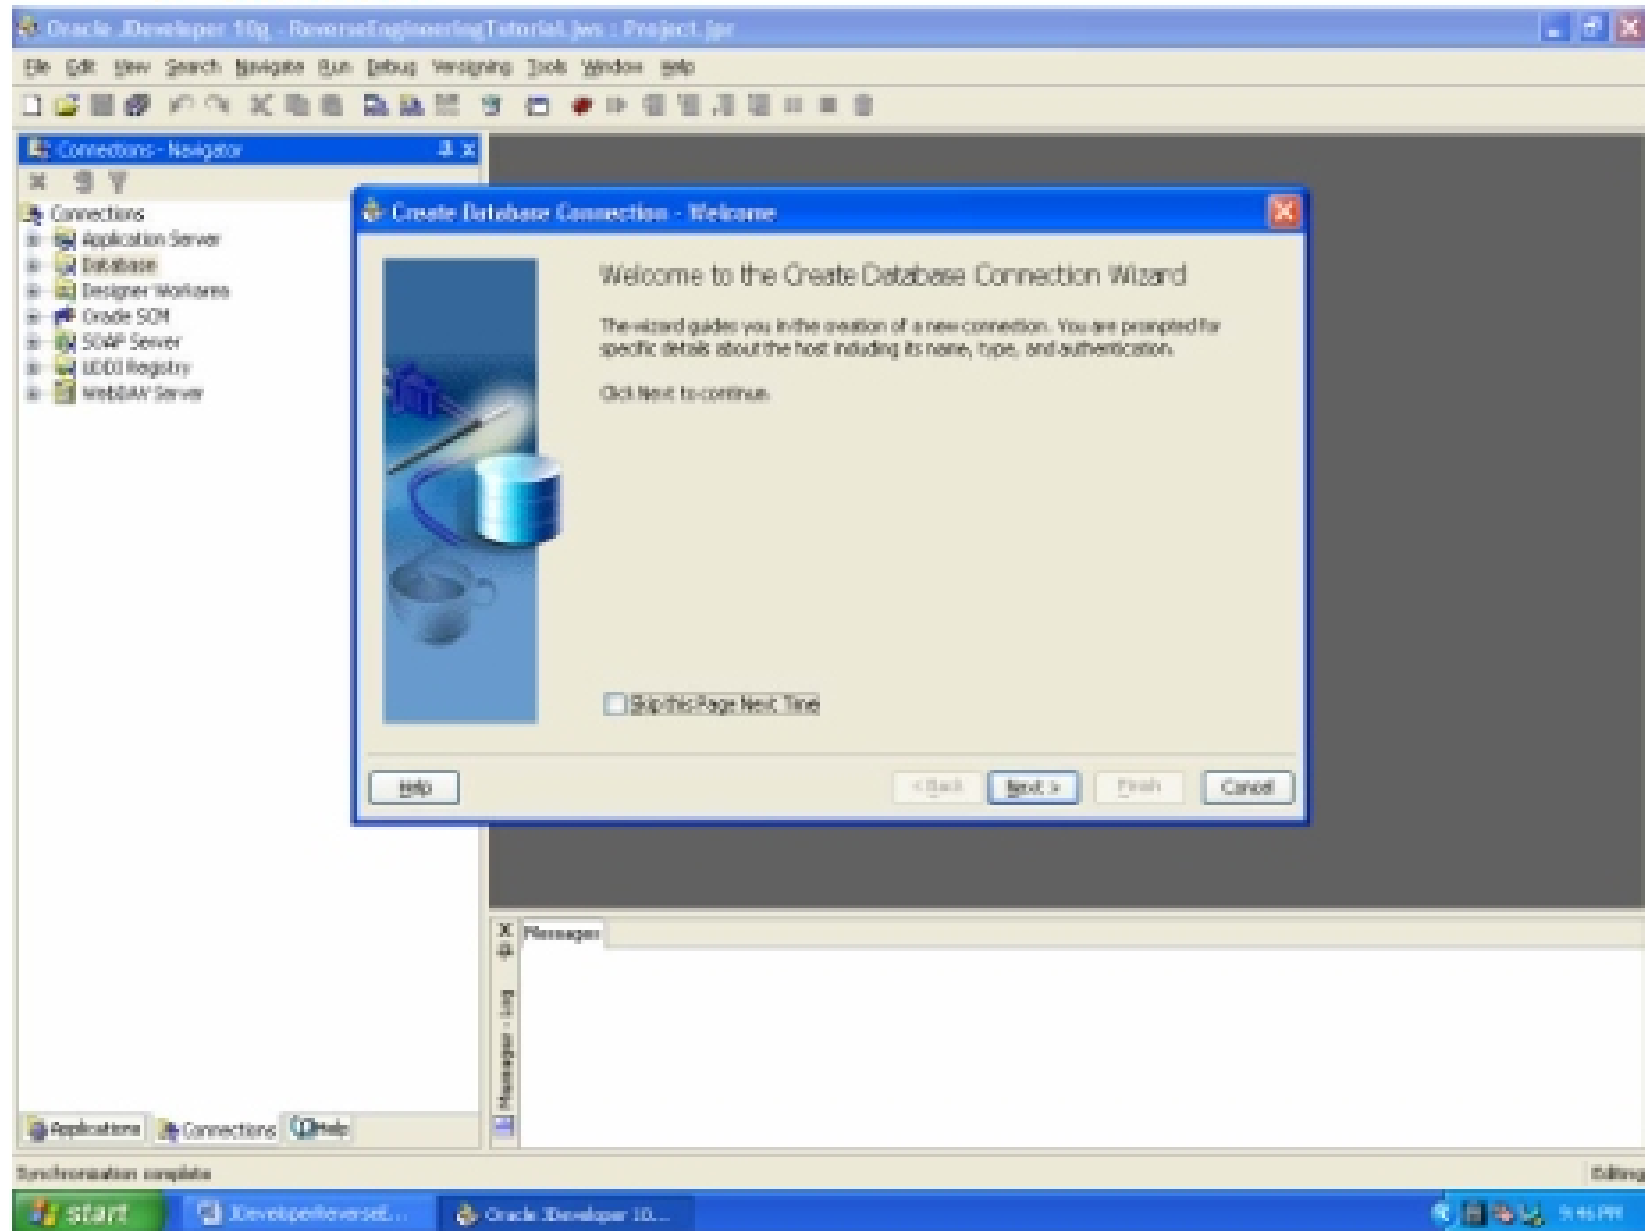 Oracle JDeveloper 10g - ReverseEngineeringTutorial.jws : Project.jpr
File Edit View Search Navigate Run Debug Versioning Tools Window Help
Connections - Navigator
Connections
Application Server
Database
Designer Workarea
Oracle SCM
SOAP Server
UDDI Registry
WebDAV Server
Create Database Connection - Welcome
Welcome to the Create Database Connection Wizard
The wizard guides you in the creation of a new connection. You are prompted for
specific details about the host including its name, type, and authentication.
Click Next to continue.
Skip this Page Next Time
Help
< Back
Next >
Finish
Cancel
Messages
Messages - Log
Applications
Connections
Help
Synchronization complete
Editing
start
JDeveloperReverseE...
Oracle JDeveloper 10...
9:46 PM